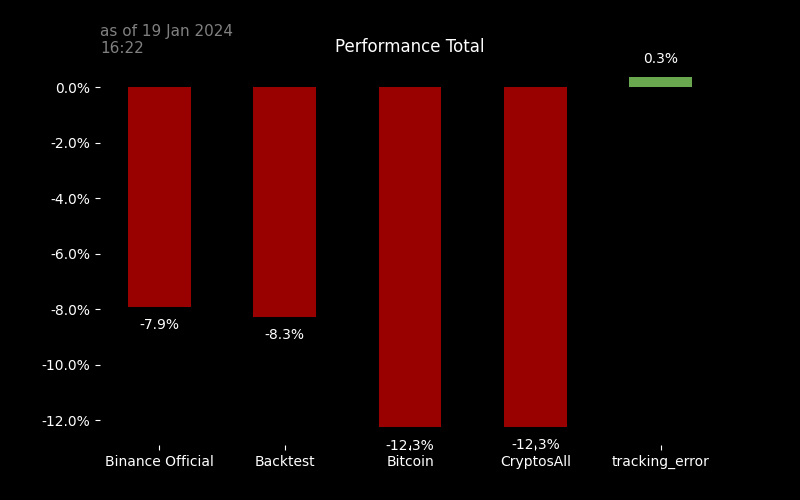 as of 19 Jan 2024
16:22
Performance Total
0.3%
0.0%
-2.0%
-4.0%
-6.0%
-8.0%
-10.0%
-12.0%
-7.9%
-8.3%
-12.3%
-12.3%
Binance Official
Backtest
Bitcoin
CryptosAll
tracking_error